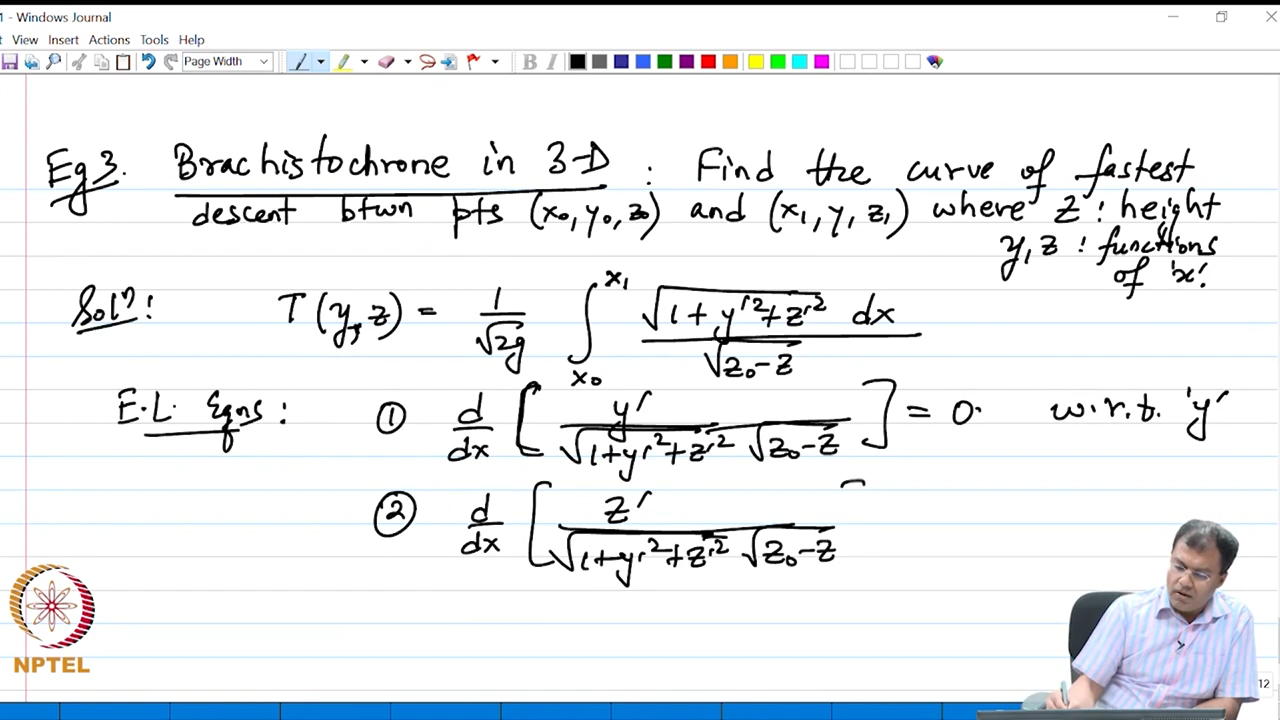 1 - Windows Journal
View Insert Actions Tools Help
Page Width
B I
Eg 3. Brachistochrone in 3-D : Find the curve of fastest
descent btwn pts (x₀, y₀, z₀) and (x₁, y, z₁) where z : height
y, z : functions
of 'x'.
Solⁿ: T(y, z) = 1/√2g ∫_{x₀}^{x₁} √(1 + y'² + z'²) dx / √(z₀ - z)
E.L. Eqns : ① d/dx [ y' / √(1 + y'² + z'²) √(z₀ - z) ] = 0. w.r.t. 'y'
② d/dx [ z' / √(1 + y'² + z'²) √(z₀ - z)
NPTEL
12